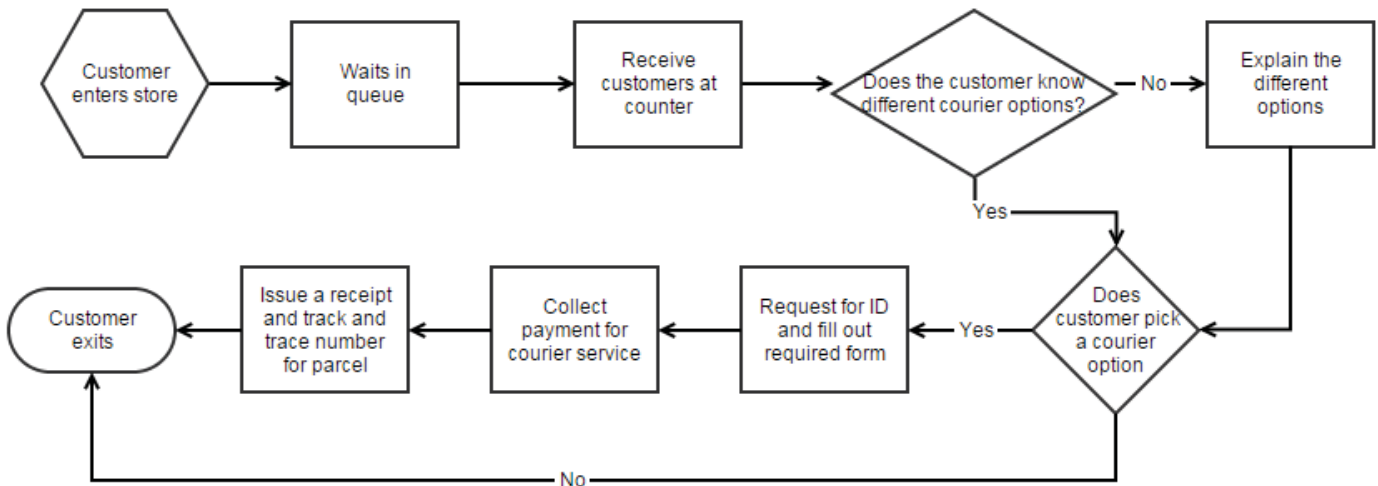 Customer
enters store
Waits in
queue
Receive
customers at
counter
Does the customer know
different courier options?
No
Explain the
different
options
Yes
Does
customer pick
a courier
option
Yes
Request for ID
and fill out
required form
Collect
payment for
courier service
Issue a receipt
and track and
trace number
for parcel
Customer
exits
No